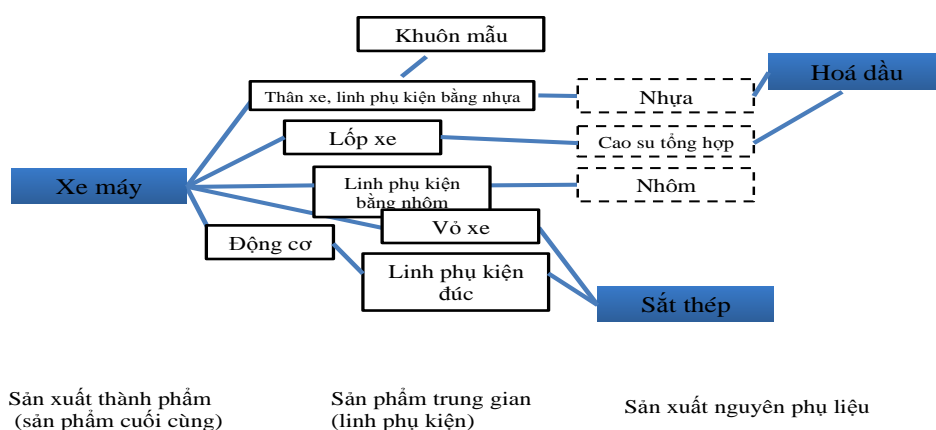 Khuôn mẫu
Hoá dầu
Thân xe, linh phụ kiện bằng nhựa
Nhựa
Lốp xe
Cao su tổng hợp
Xe máy
Linh phụ kiện
bằng nhôm
Nhôm
Vỏ xe
Động cơ
Linh phụ kiện
đúc
Sắt thép
Sản xuất thành phẩm
(sản phẩm cuối cùng)
Sản phẩm trung gian
(linh phụ kiện)
Sản xuất nguyên phụ liệu